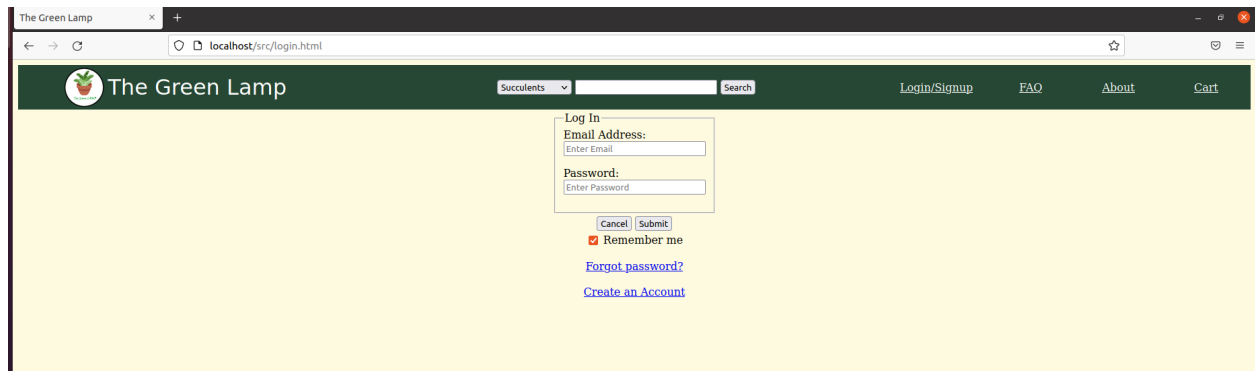 The Green Lamp
localhost/src/login.html
The Green Lamp Succulents Search Login/Signup FAQ About Cart
Log In
Email Address:
Enter Email
Password:
Enter Password
Cancel Submit
Remember me
Forgot password?
Create an Account